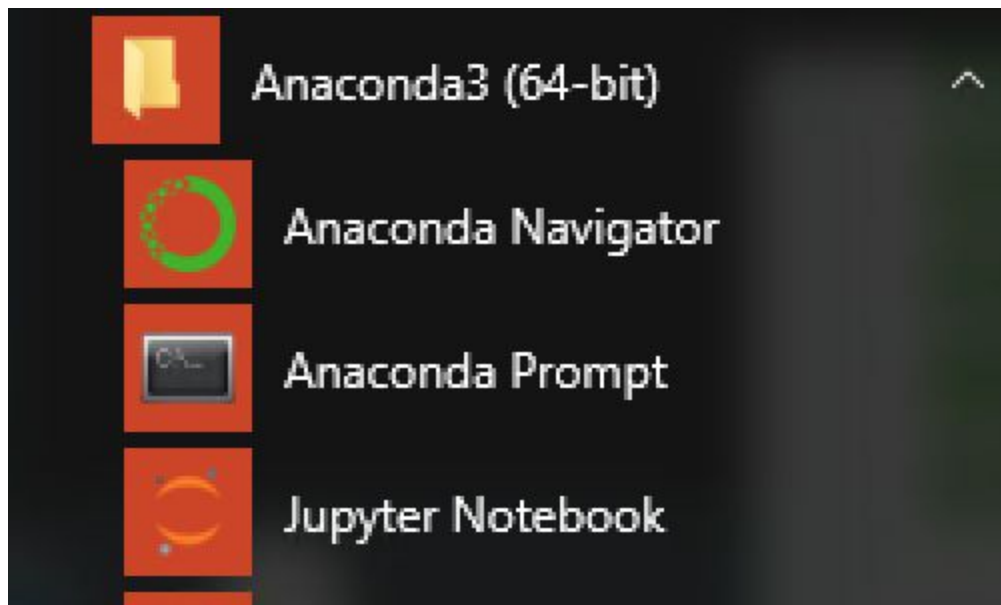 Anaconda3 (64-bit)
Anaconda Navigator
C:\_
Anaconda Prompt
Jupyter Notebook